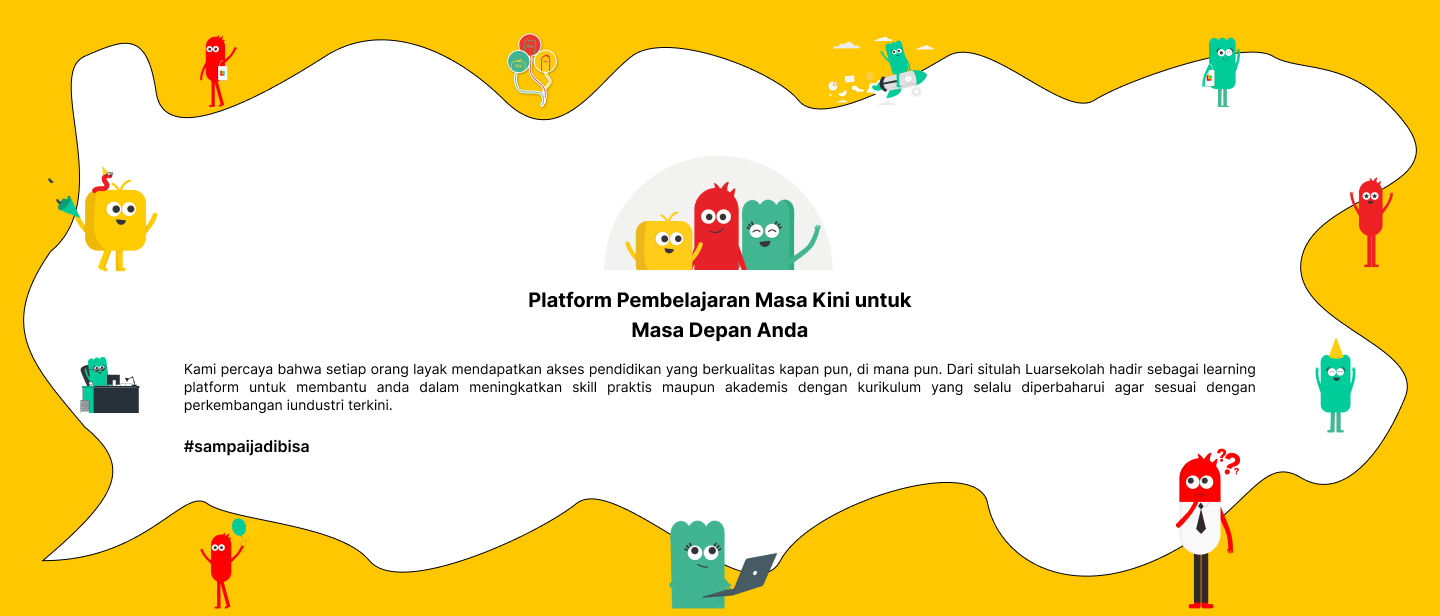 Platform Pembelajaran Masa Kini untuk
Masa Depan Anda
Kami percaya bahwa setiap orang layak mendapatkan akses pendidikan yang berkualitas kapan pun, di mana pun. Dari situlah Luarsekolah hadir sebagai learning
platform untuk membantu anda dalam meningkatkan skill praktis maupun akademis dengan kurikulum yang selalu diperbaharui agar sesuai dengan
perkembangan iundustri terkini.
#sampaijadibisa
??
?